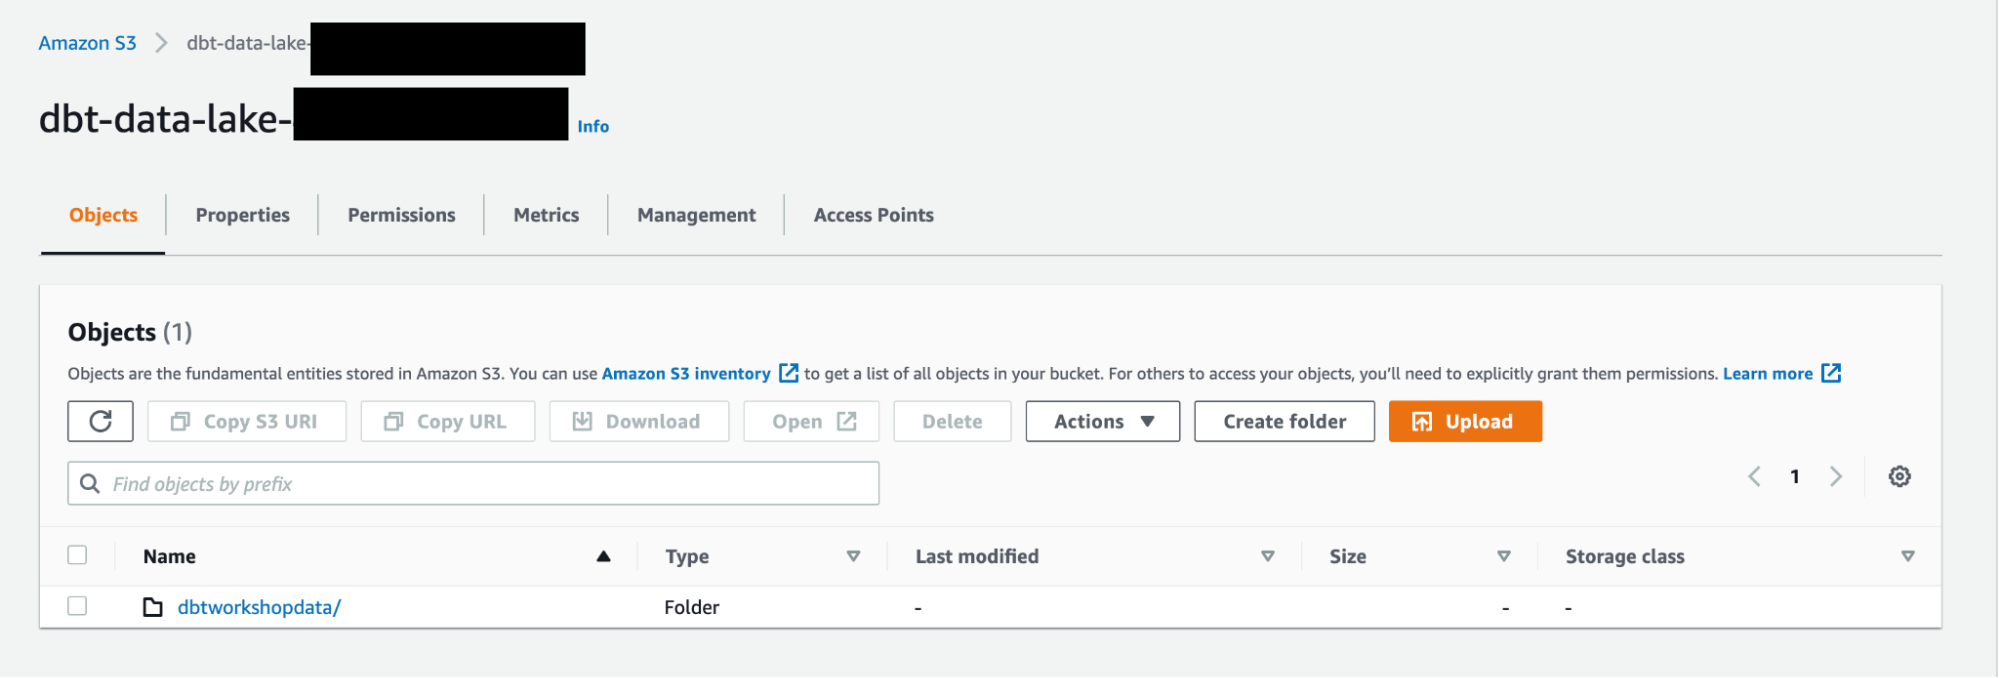 Amazon S3 > dbt-data-lake-
dbt-data-lake- Info
Objects Properties Permissions Metrics Management Access Points
Objects (1)
Objects are the fundamental entities stored in Amazon S3. You can use Amazon S3 inventory to get a list of all objects in your bucket. For others to access your objects, you'll need to explicitly grant them permissions. Learn more
Copy S3 URI Copy URL Download Open Delete Actions Create folder Upload
Find objects by prefix
1
Name Type Last modified Size Storage class
dbtworkshopdata/ Folder - - -